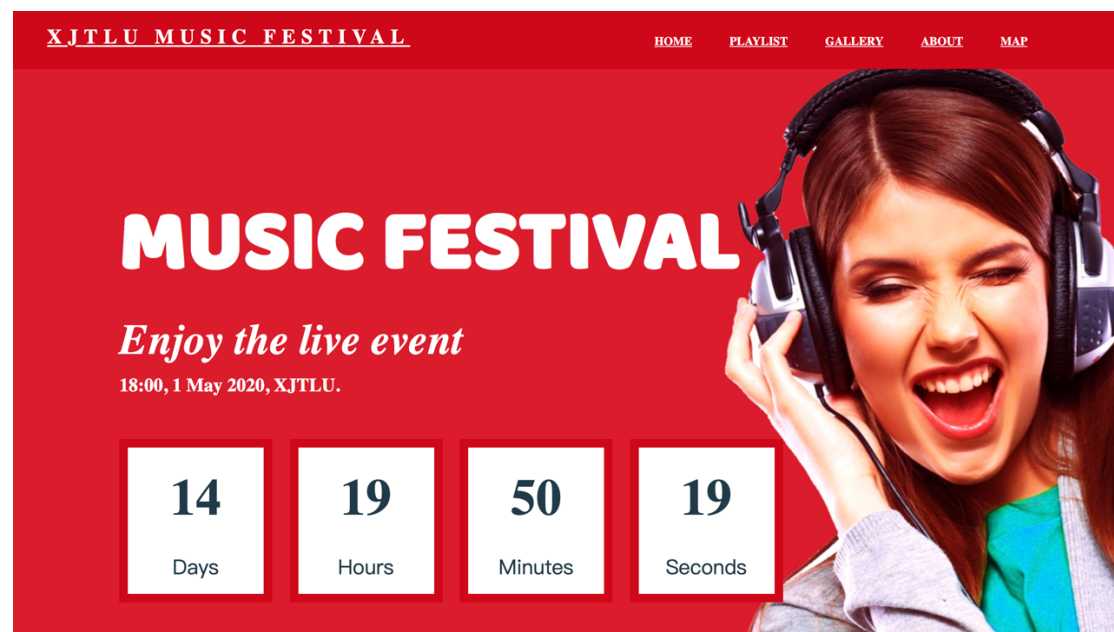 XJTLU MUSIC FESTIVAL
HOME PLAYLIST GALLERY ABOUT MAP
MUSIC FESTIVAL
Enjoy the live event
18:00, 1 May 2020, XJTLU.
14 19 50 19
Days Hours Minutes Seconds